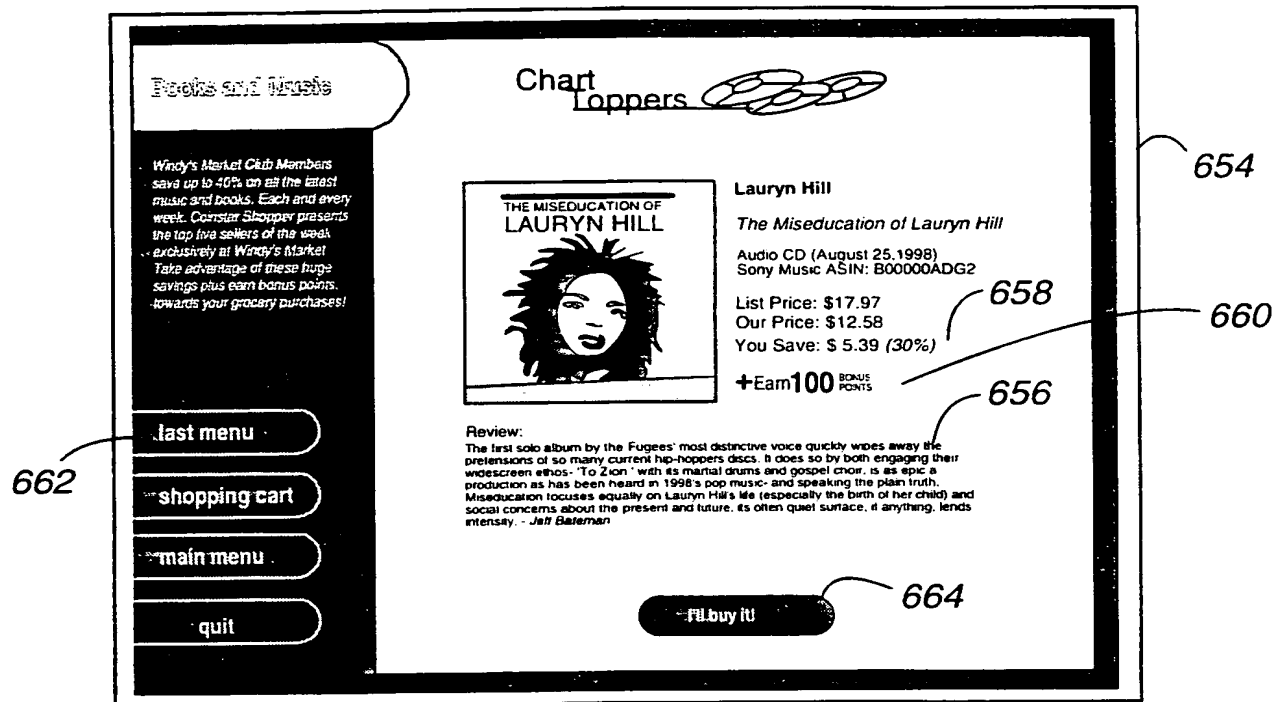 Books and Music
Chart
Toppers
654
Windy's Market Club Members
save up to 40% on all the latest
music and books. Each and every
week. Coinstar Shopper presents
the top five sellers of the week
exclusively at Windy's Market
Take advantage of these huge
savings plus earn bonus points.
towards your grocery purchases!
THE MISEDUCATION OF
LAURYN HILL
Lauryn Hill
The Miseducation of Lauryn Hill
Audio CD (August 25,1998)
Sony Music ASIN: B00000ADG2
List Price: $17.97
Our Price: $12.58
You Save: $ 5.39 (30%)
658
660
+Earn 100 BONUS
POINTS
656
Review:
The first solo album by the Fugees' most distinctive voice quickly wipes away the
pretensions of so many current hip-hoppers discs. It does so by both engaging their
widescreen ethos- 'To Zion ' with its martial drums and gospel choir, is as epic a
production as has been heard in 1998's pop music- and speaking the plain truth.
Miseducation focuses equally on Lauryn Hill's life (especially the birth of her child) and
social concerns about the present and future. its often quiet surface, if anything, lends
intensity. - Jeff Bateman
last menu
662
shopping cart
main menu
quit
I'll buy it!
664